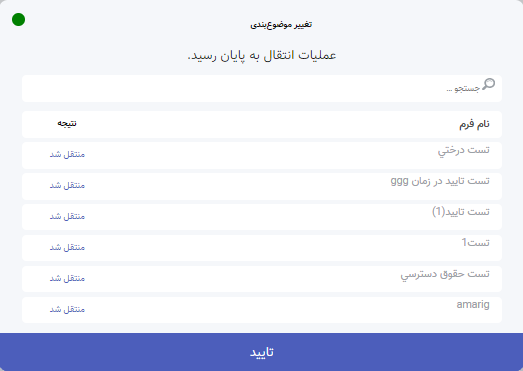 تغییر موضوع‌بندی
عملیات انتقال به پایان رسید.
جستجو ...
نام فرم نتیجه
تست درختي منتقل شد
تست تاييد در زمان ggg منتقل شد
تست تاييد(1) منتقل شد
تست1 منتقل شد
تست حقوق دسترسي منتقل شد
amarig منتقل شد
تایید